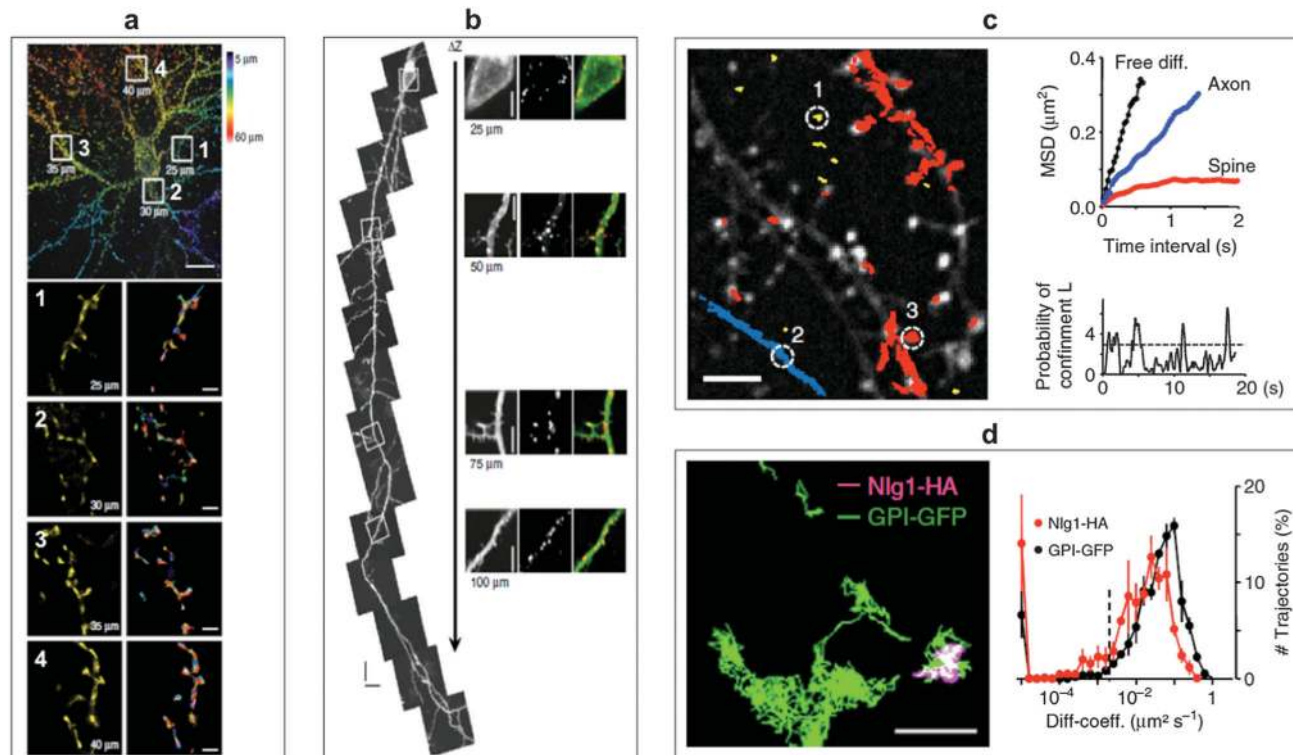 a
4
40 µm
5 µm
60 µm
3
35 µm
1
25 µm
2
30 µm
1
25 µm
2
30 µm
3
35 µm
4
40 µm
b
ΔZ
25 µm
50 µm
75 µm
100 µm
c
1
2
3
MSD (µm²)
0.4
0.2
0.0
Free diff.
Axon
Spine
0
1
2
Time interval (s)
Probability of
confinment L
4
0
0
10
20 (s)
d
Nlg1-HA
GPI-GFP
Nlg1-HA
GPI-GFP
20
10
0
# Trajectories (%)
10⁻⁴
10⁻²
1
Diff-coeff. (µm² s⁻¹)